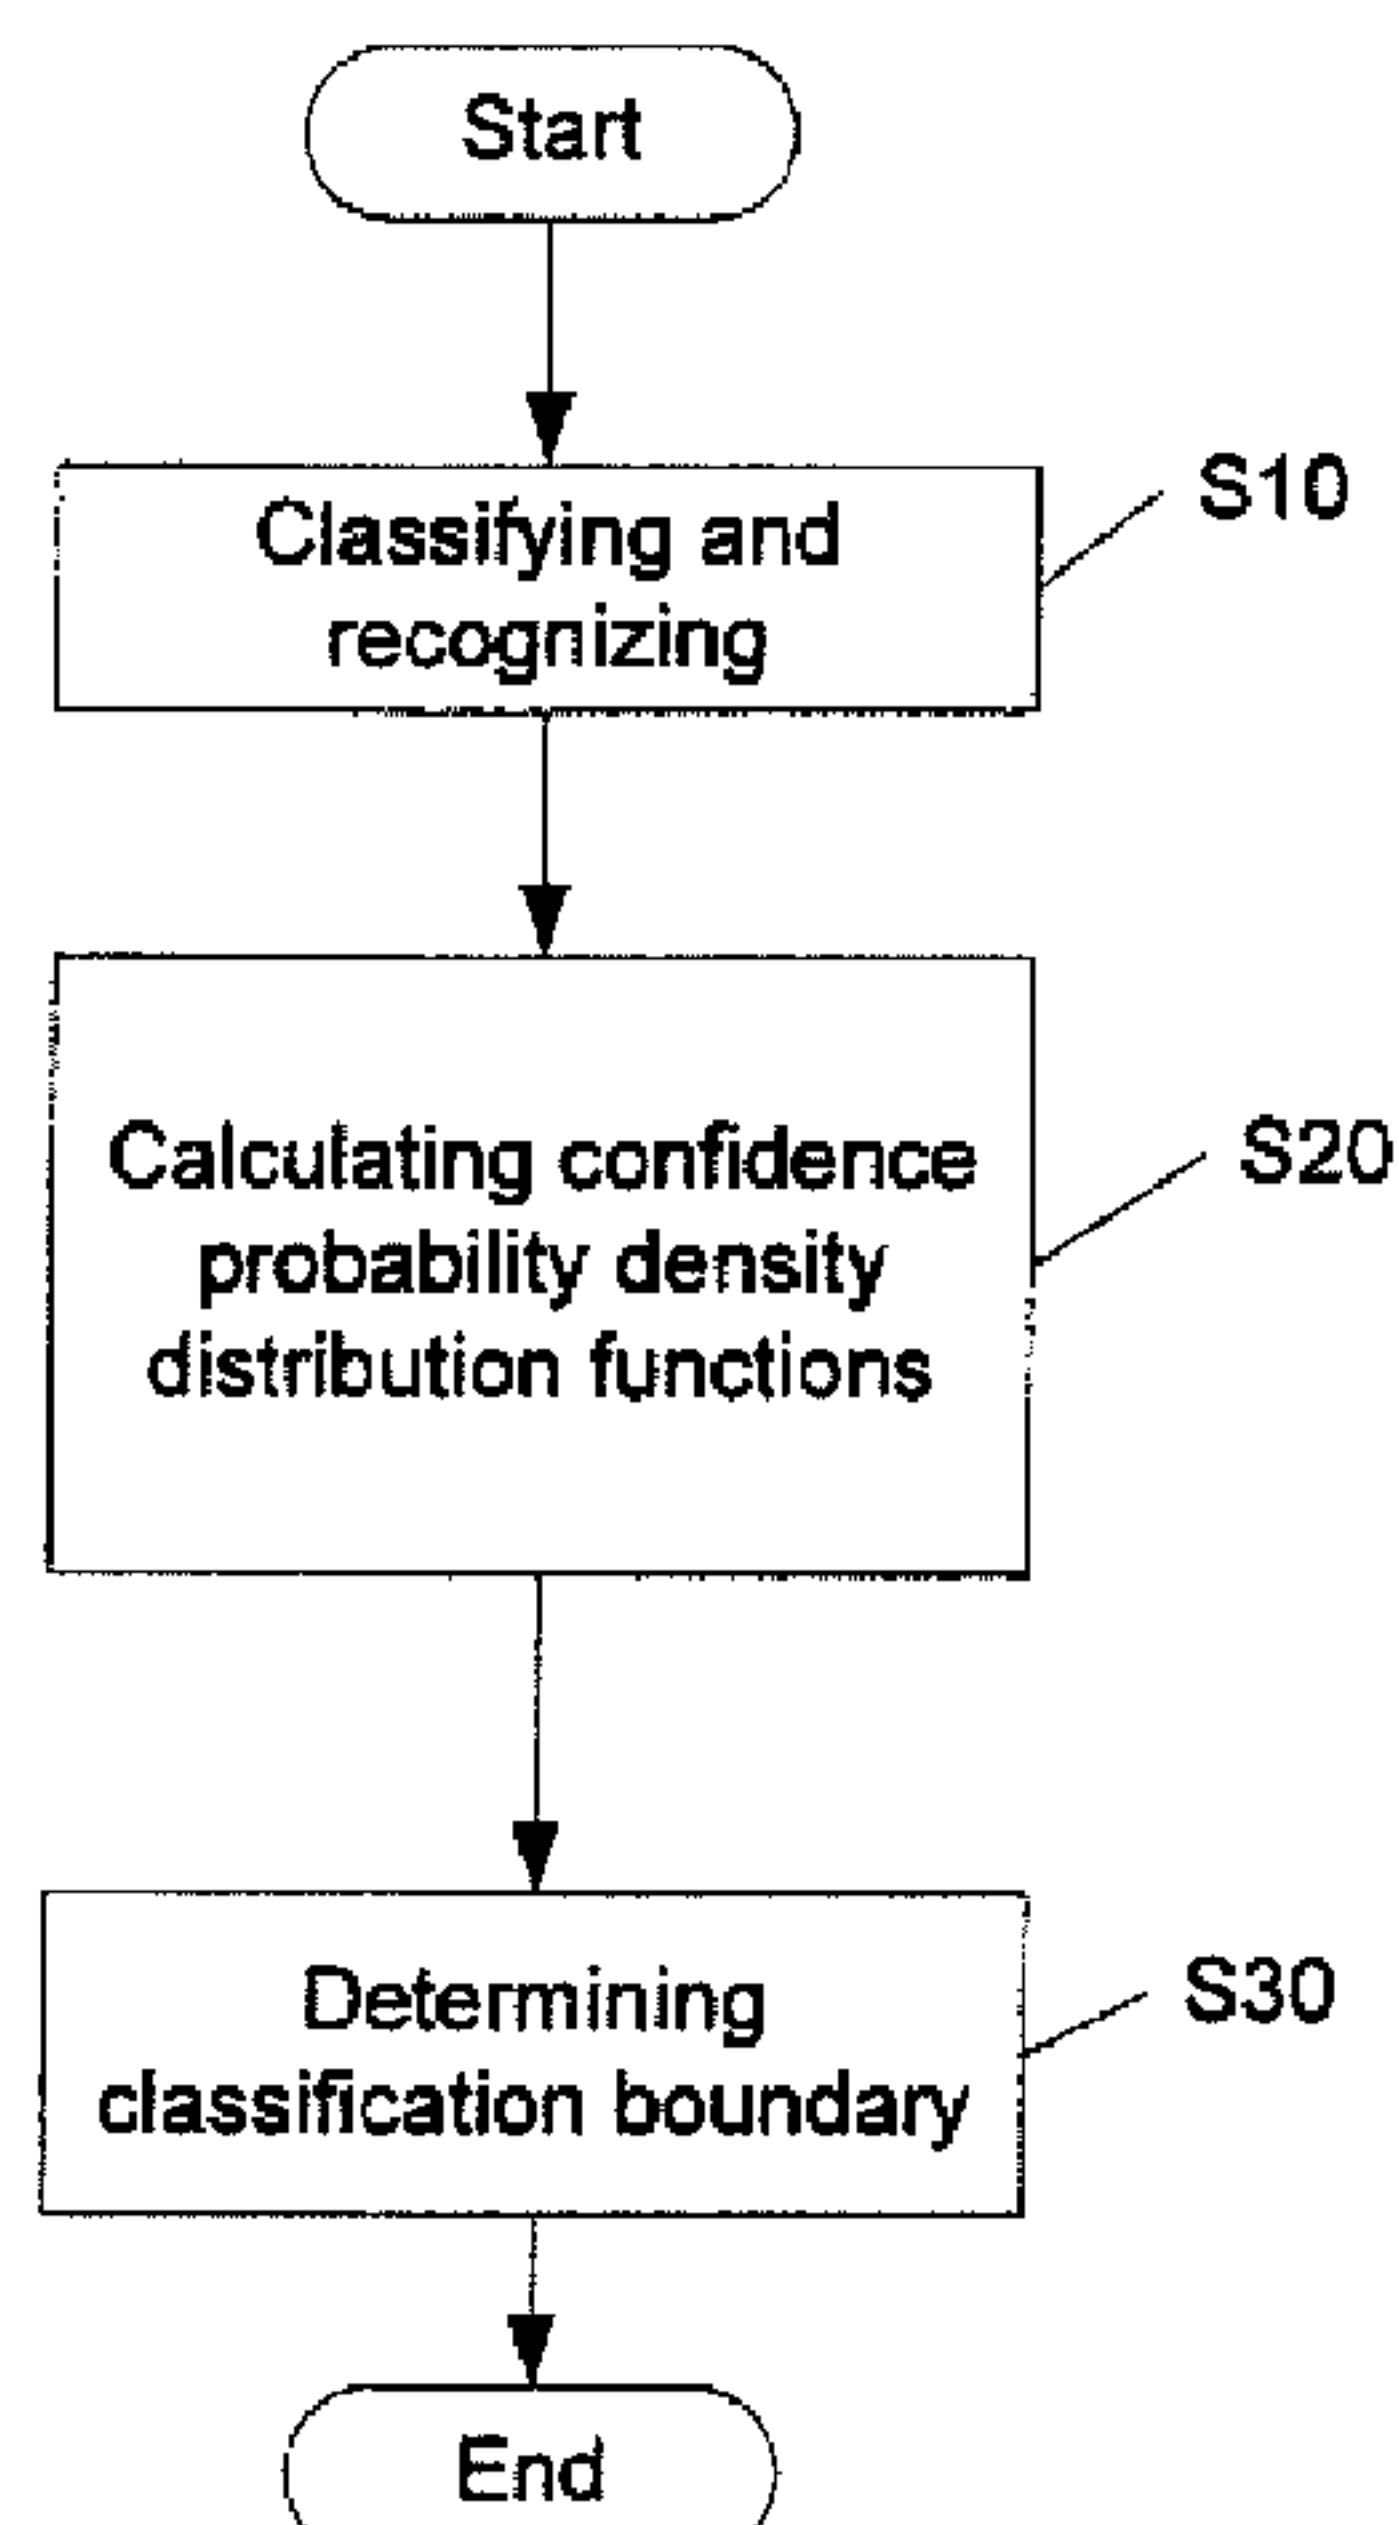 Start
Classifying and
recognizing
S10
Calculating confidence
probability density
distribution functions
S20
Determining
classification boundary
S30
End